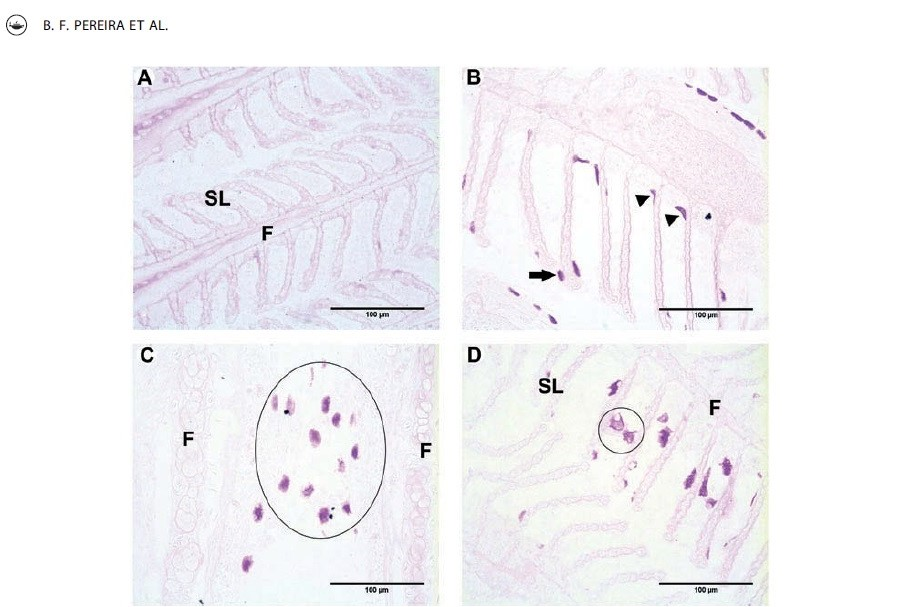 B. F. PEREIRA ET AL.
A
SL
F
100 µm
B
100 µm
C
F
F
100 µm
D
SL
F
100 µm